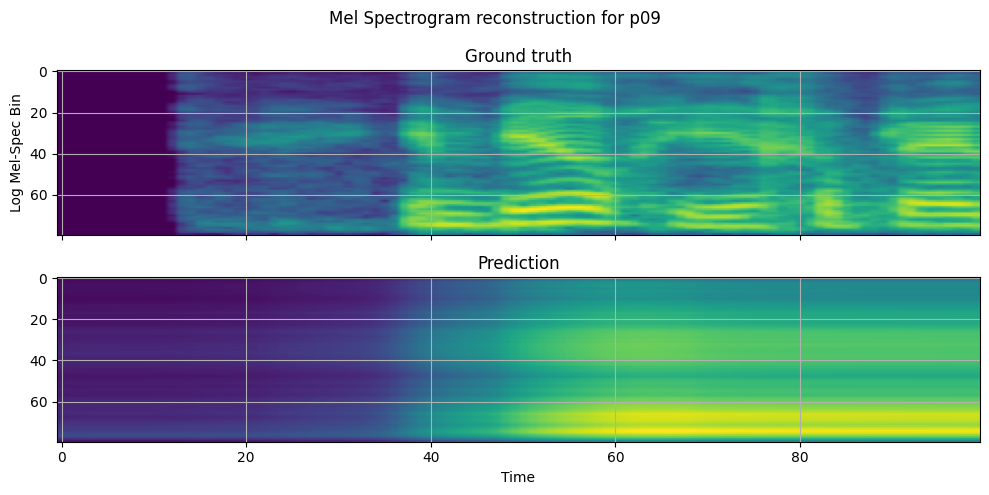 Mel Spectrogram reconstruction for p09
Ground truth
0
20
40
60
Log Mel-Spec Bin
Prediction
0
20
40
60
0 20 40 60 80
Time